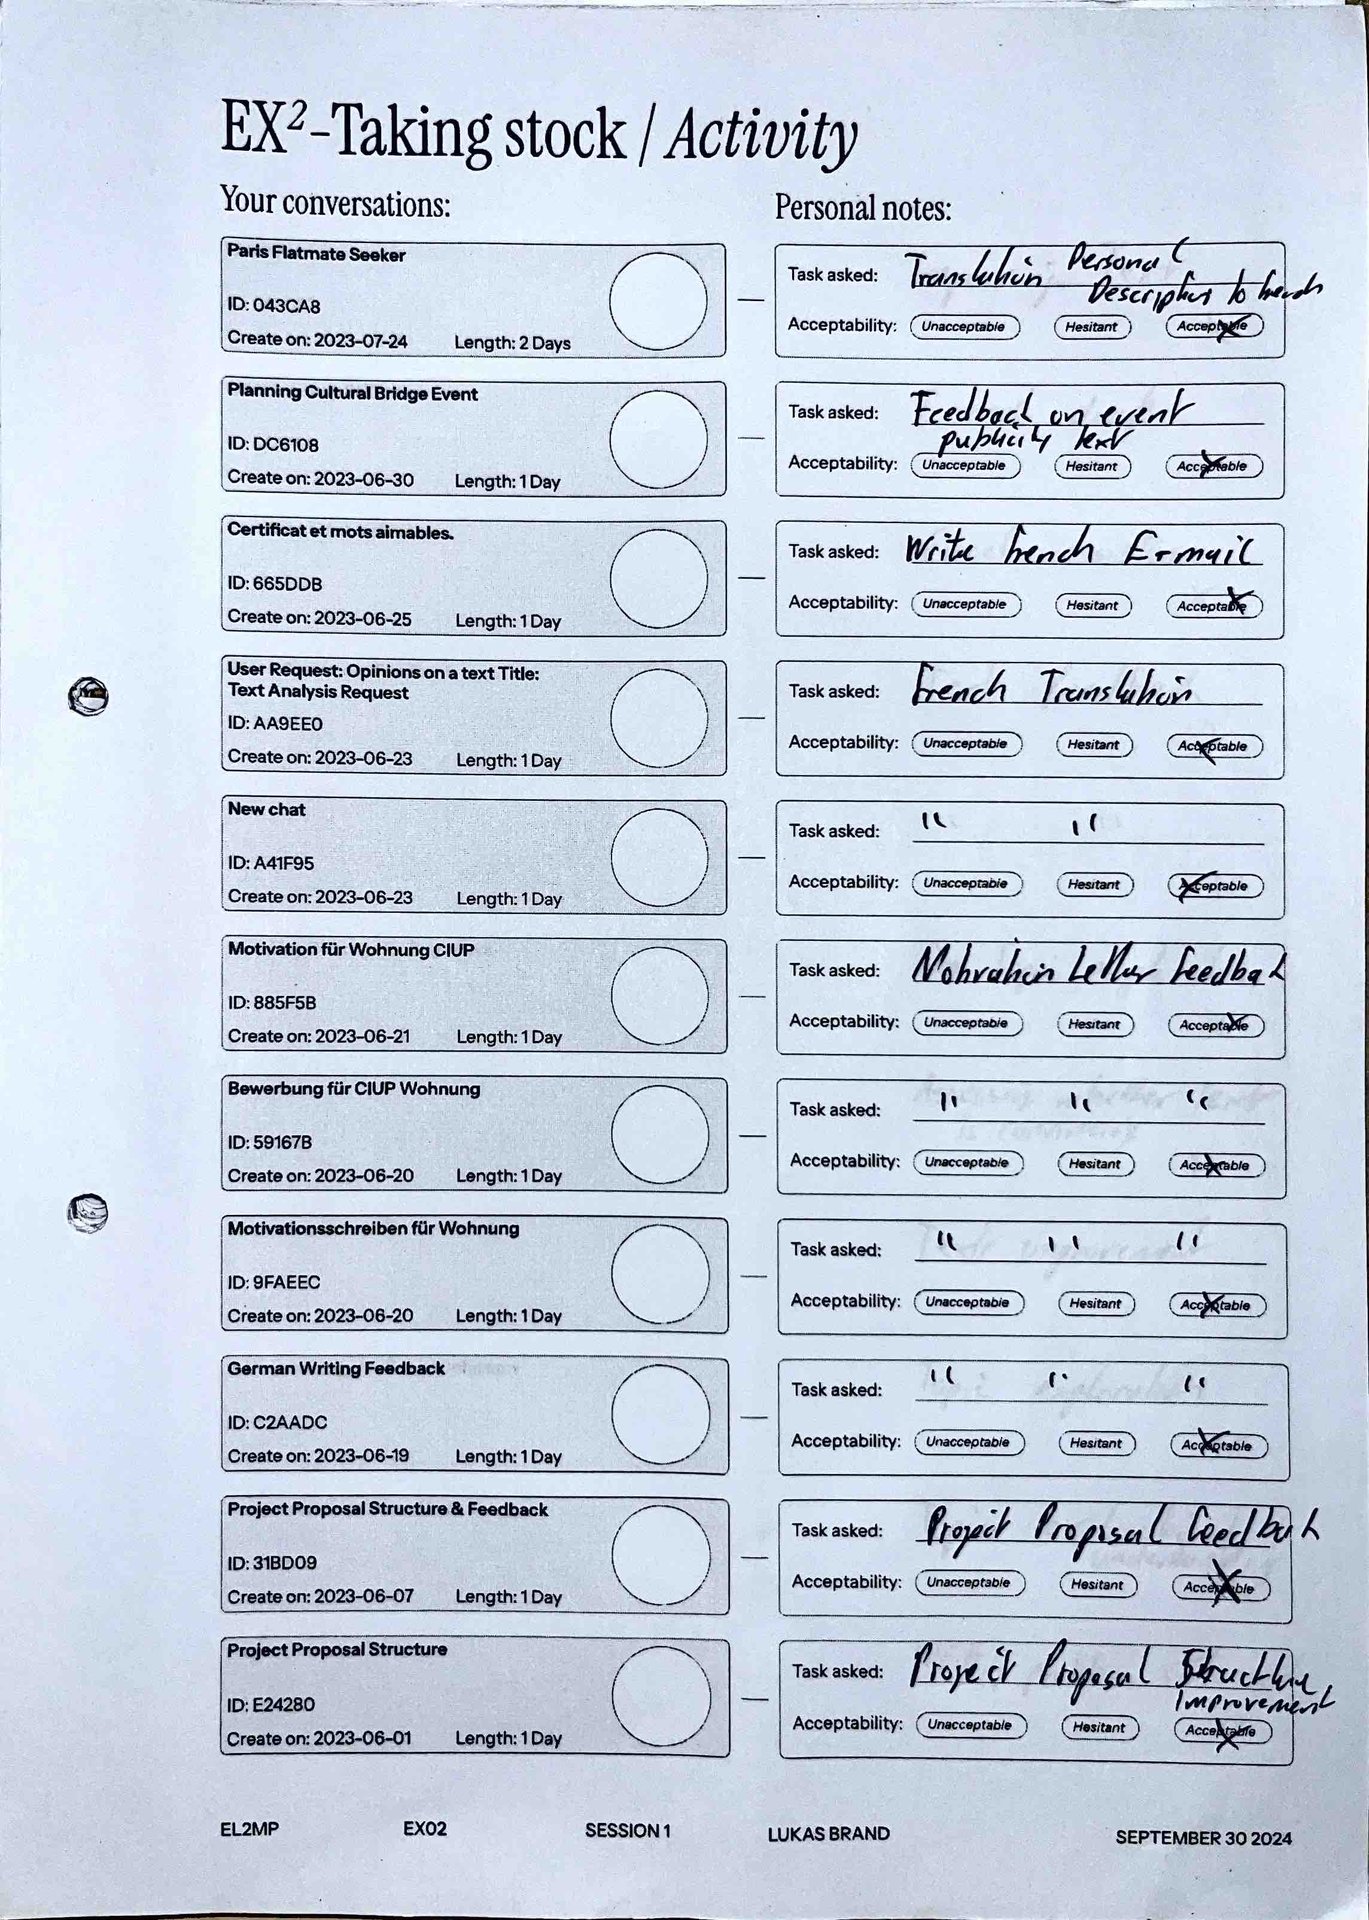 EX²-Taking stock / Activity
Your conversations:
Personal notes:
Paris Flatmate Seeker
ID: 043CA8
Create on: 2023-07-24 Length: 2 Days
Task asked: Translation Personal
Description to french
Acceptability: Unacceptable Hesitant Acceptable
Planning Cultural Bridge Event
ID: DC6108
Create on: 2023-06-30 Length: 1 Day
Task asked: Feedback on event
publicity text
Acceptability: Unacceptable Hesitant Acceptable
Certificat et mots aimables.
ID: 665DDB
Create on: 2023-06-25 Length: 1 Day
Task asked: Write french E-mail
Acceptability: Unacceptable Hesitant Acceptable
User Request: Opinions on a text Title:
Text Analysis Request
ID: AA9EE0
Create on: 2023-06-23 Length: 1 Day
Task asked: french Translation
Acceptability: Unacceptable Hesitant Acceptable
New chat
ID: A41F95
Create on: 2023-06-23 Length: 1 Day
Task asked: " "
Acceptability: Unacceptable Hesitant Acceptable
Motivation für Wohnung CIUP
ID: 885F5B
Create on: 2023-06-21 Length: 1 Day
Task asked: Motivation Letter feedback
Acceptability: Unacceptable Hesitant Acceptable
Bewerbung für CIUP Wohnung
ID: 59167B
Create on: 2023-06-20 Length: 1 Day
Task asked: " " "
Acceptability: Unacceptable Hesitant Acceptable
Motivationsschreiben für Wohnung
ID: 9FAEEC
Create on: 2023-06-20 Length: 1 Day
Task asked: " " "
Acceptability: Unacceptable Hesitant Acceptable
German Writing Feedback
ID: C2AADC
Create on: 2023-06-19 Length: 1 Day
Task asked: " " "
Acceptability: Unacceptable Hesitant Acceptable
Project Proposal Structure & Feedback
ID: 31BD09
Create on: 2023-06-07 Length: 1 Day
Task asked: Project Proposal feedback
Acceptability: Unacceptable Hesitant Acceptable
Project Proposal Structure
ID: E24280
Create on: 2023-06-01 Length: 1 Day
Task asked: Project Proposal Structure
Improvement
Acceptability: Unacceptable Hesitant Acceptable
EL2MP EX02 SESSION 1 LUKAS BRAND SEPTEMBER 30 2024